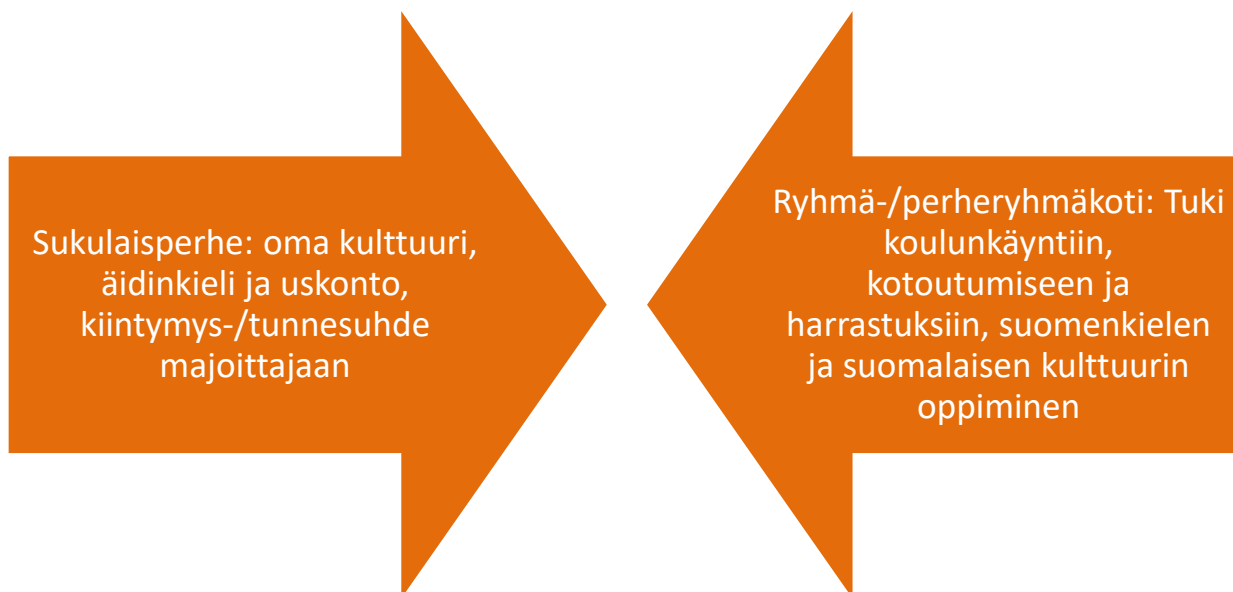 Sukulaisperhe: oma kulttuuri,
äidinkieli ja uskonto,
kiintymys-/tunnesuhde
majoittajaan
Ryhmä-/perheryhmäkoti: Tuki
koulunkäyntiin,
kotoutumiseen ja
harrastuksiin, suomenkielen
ja suomalaisen kulttuurin
oppiminen